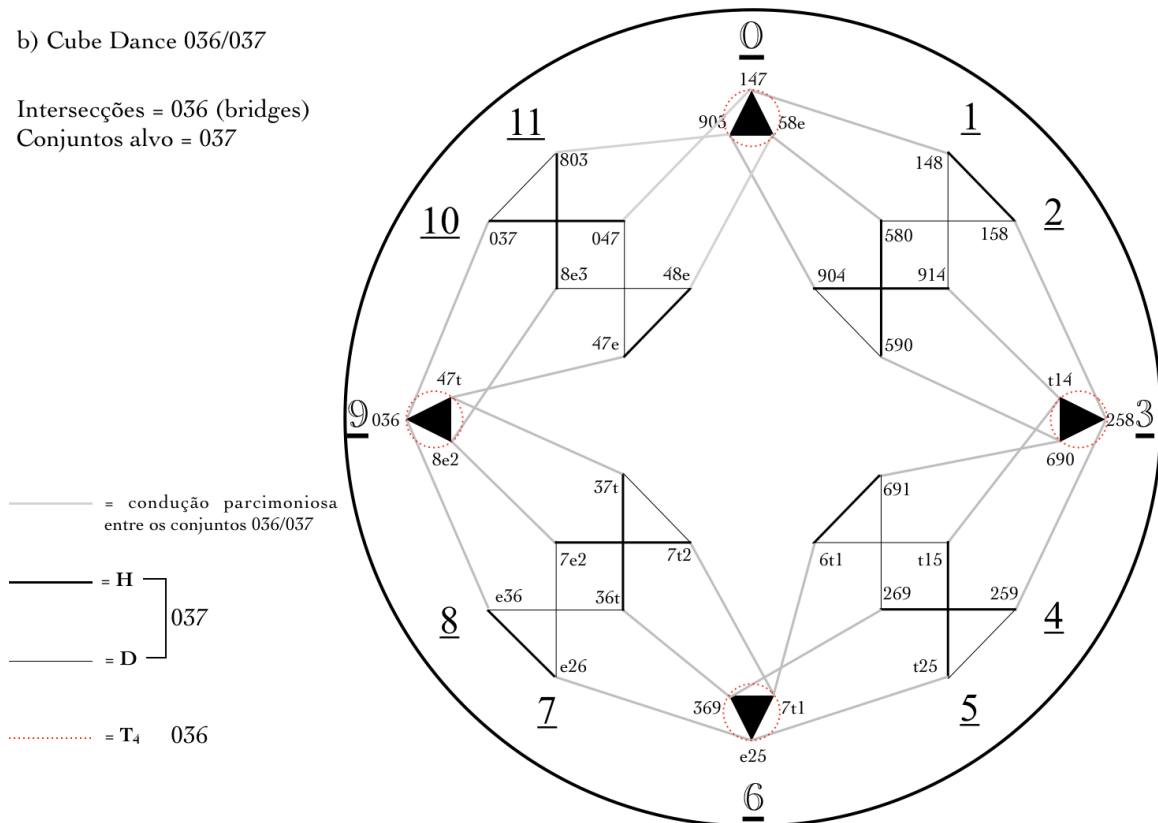 b) Cube Dance 036/037
Intersecções = 036 (bridges)
Conjuntos alvo = 037
0
147
903
58e
11
1
803
148
10
2
037
047
580
158
8e3
48e
904
914
47e
590
9
036
47t
8e2
t14
258
3
690
= condução parcimoniosa
entre os conjuntos 036/037
37t
691
7e2
7t2
6t1
t15
= H
037
= D
e36
36t
269
259
8
4
e26
t25
7
5
369
7t1
= T₄ 036
e25
6